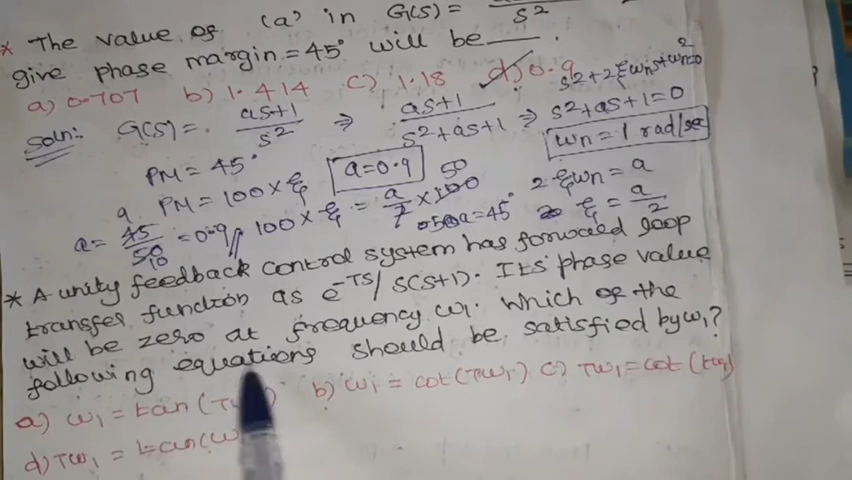 * The value of 'a' in G(S) = s²
give phase margin = 45° will be ___.
a) 0.707 b) 1.414 c) 1.18 d) 0.9
s²+2ξωns+ωn²=0
Soln:- G(S) = as+1/s² ⇒ as+1/s²+as+1 ⇒ s²+as+1=0
PM = 45° a=0.9 ωn = 1 rad/sec
PM = 100×ξ 2ξωn = a
a = 45/50 = 0.9 // 100×ξ = a/2 × 100 50a=45° ξ = a/2
* A unity feedback control system has forward loop
transfer function as e^-TS/S(S+1). Its phase value
will be zero at frequency ω1. Which of the
following equations should be satisfied by ω1?
a) ω1 = tan(Tω b) ω1 = cot(Tω1) c) Tω1 = cot
d) Tω1 = tan(ω